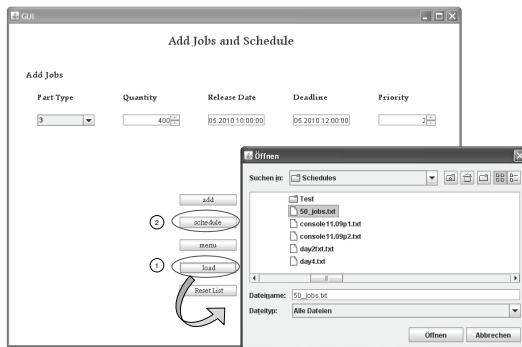 GUI
Add Jobs and Schedule
Add Jobs
Part Type Quantity Release Date Deadline Priority
3 400 05.2010 10:00:00 05.2010 12:00:00 2
add
2 schedule
menu
1 load
Reset List
Öffnen
Suchen in: Schedules
Test
50_jobs.txt
console11.09p1.txt
console11.09p2.txt
day2txt.txt
day4.txt
Dateiname: 50_jobs.txt
Dateityp: Alle Dateien
Öffnen Abbrechen